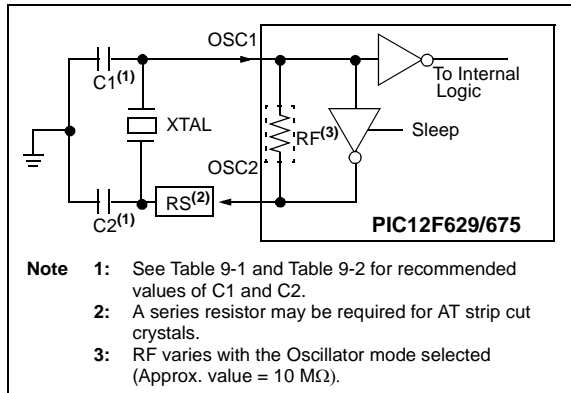 OSC1
C1(1)
To Internal
Logic
XTAL
RF(3)
Sleep
OSC2
RS(2)
C2(1)
PIC12F629/675
Note 1: See Table 9-1 and Table 9-2 for recommended
values of C1 and C2.
2: A series resistor may be required for AT strip cut
crystals.
3: RF varies with the Oscillator mode selected
(Approx. value = 10 MΩ).